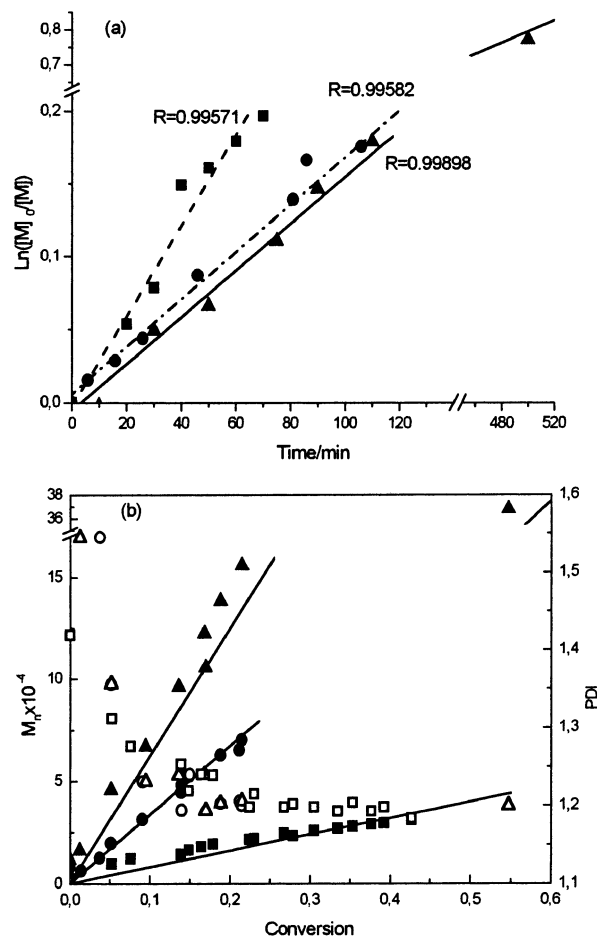 (a)
0,8
0,7
R=0.99582
R=0.99571
0,2
R=0.99898
Ln([M]0/[M])
0,1
0,0
20 40 60 80 100 120 480 520
Time/min
38
36
(b)
1,6
15
1,5
10
1,4
Mn x10-4
PDI
1,3
5
1,2
0
1,1
0,0 0,1 0,2 0,3 0,4 0,5 0,6
Conversion